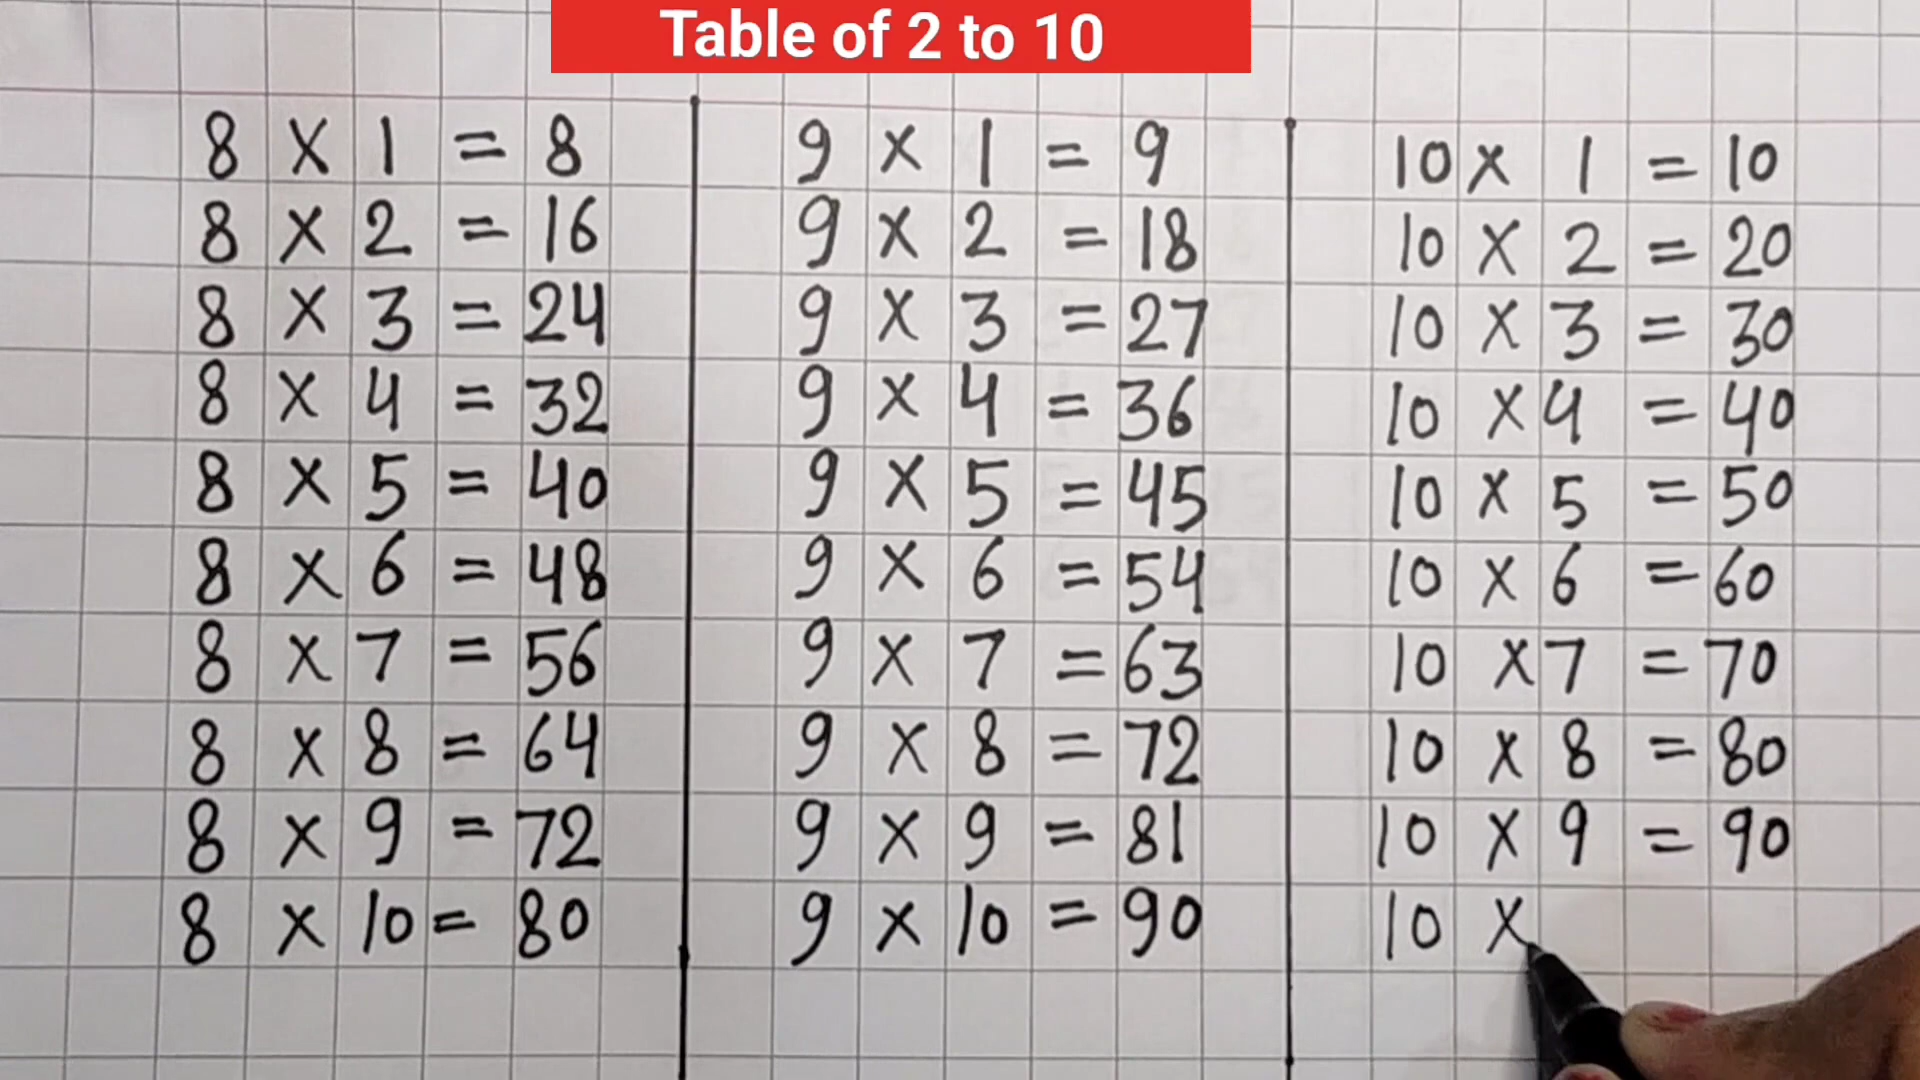 Table of 2 to 10
8 X 1 = 8
8 X 2 = 16
8 X 3 = 24
8 X 4 = 32
8 X 5 = 40
8 X 6 = 48
8 X 7 = 56
8 X 8 = 64
8 X 9 = 72
8 X 10 = 80
9 X 1 = 9
9 X 2 = 18
9 X 3 = 27
9 X 4 = 36
9 X 5 = 45
9 X 6 = 54
9 X 7 = 63
9 X 8 = 72
9 X 9 = 81
9 X 10 = 90
10 X 1 = 10
10 X 2 = 20
10 X 3 = 30
10 X 4 = 40
10 X 5 = 50
10 X 6 = 60
10 X 7 = 70
10 X 8 = 80
10 X 9 = 90
10 X